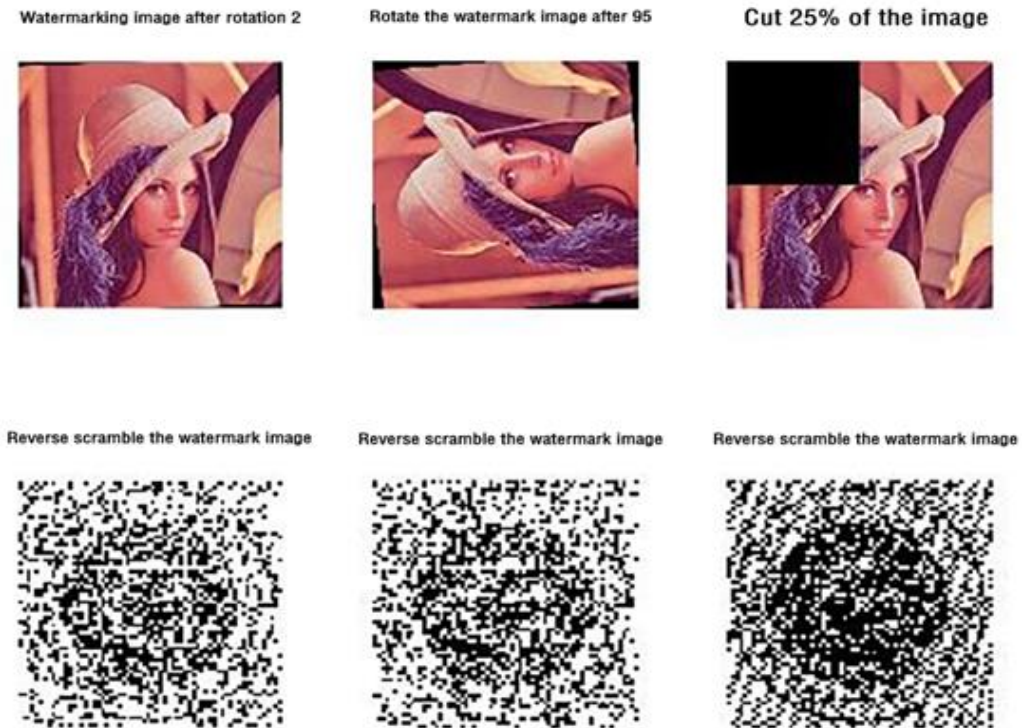 Watermarking image after rotation 2
Rotate the watermark image after 95
Cut 25% of the image
Reverse scramble the watermark image
Reverse scramble the watermark image
Reverse scramble the watermark image